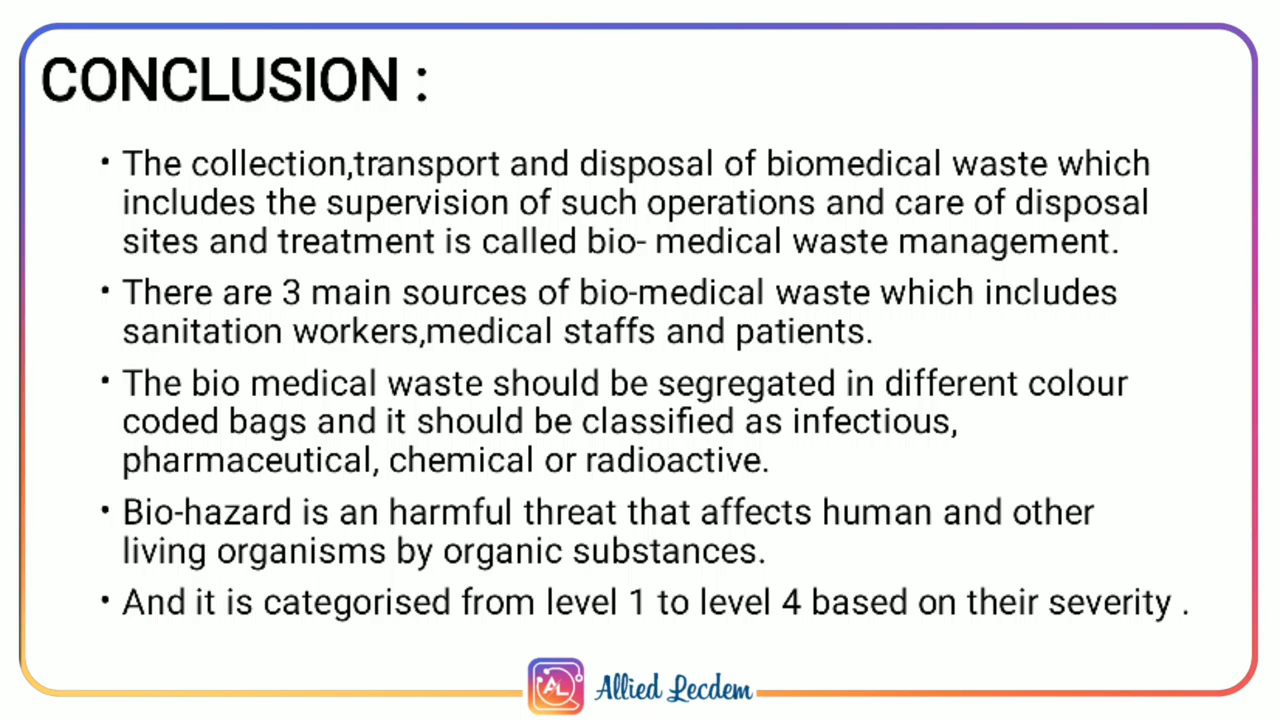 CONCLUSION :
• The collection,transport and disposal of biomedical waste which
includes the supervision of such operations and care of disposal
sites and treatment is called bio- medical waste management.
• There are 3 main sources of bio-medical waste which includes
sanitation workers,medical staffs and patients.
• The bio medical waste should be segregated in different colour
coded bags and it should be classified as infectious,
pharmaceutical, chemical or radioactive.
• Bio-hazard is an harmful threat that affects human and other
living organisms by organic substances.
• And it is categorised from level 1 to level 4 based on their severity .
AL Allied Lecdem